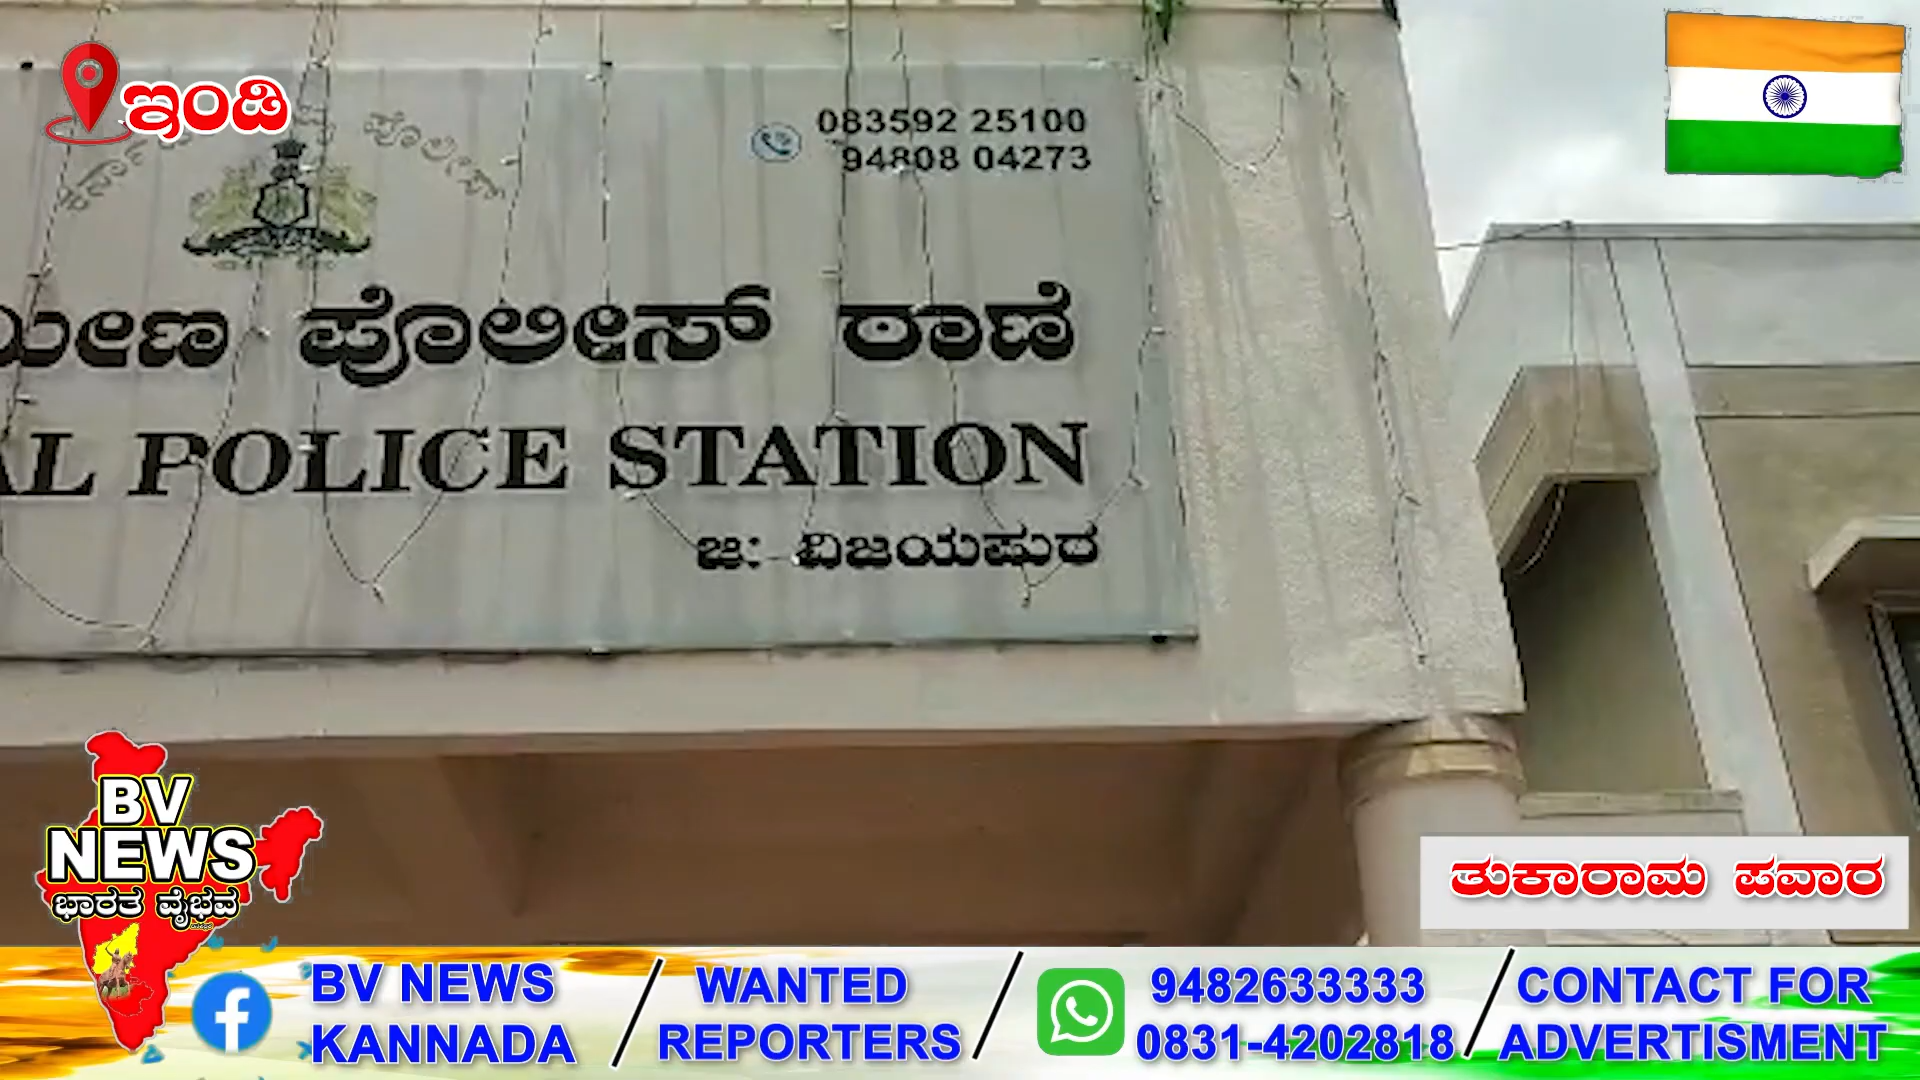 ಇಂಡಿ
083592 25100
94808 04273
ಪೊಲೀಸ್ ಠಾಣೆ
POLICE STATION
ಜಿ: ವಿಜಯಪುರ
BV
NEWS
ಭಾರತ ವೈಭವ
ತುಕಾರಾಮ ಪವಾರ
BV NEWS
KANNADA
WANTED
REPORTERS
9482633333
0831-4202818
CONTACT FOR
ADVERTISMENT